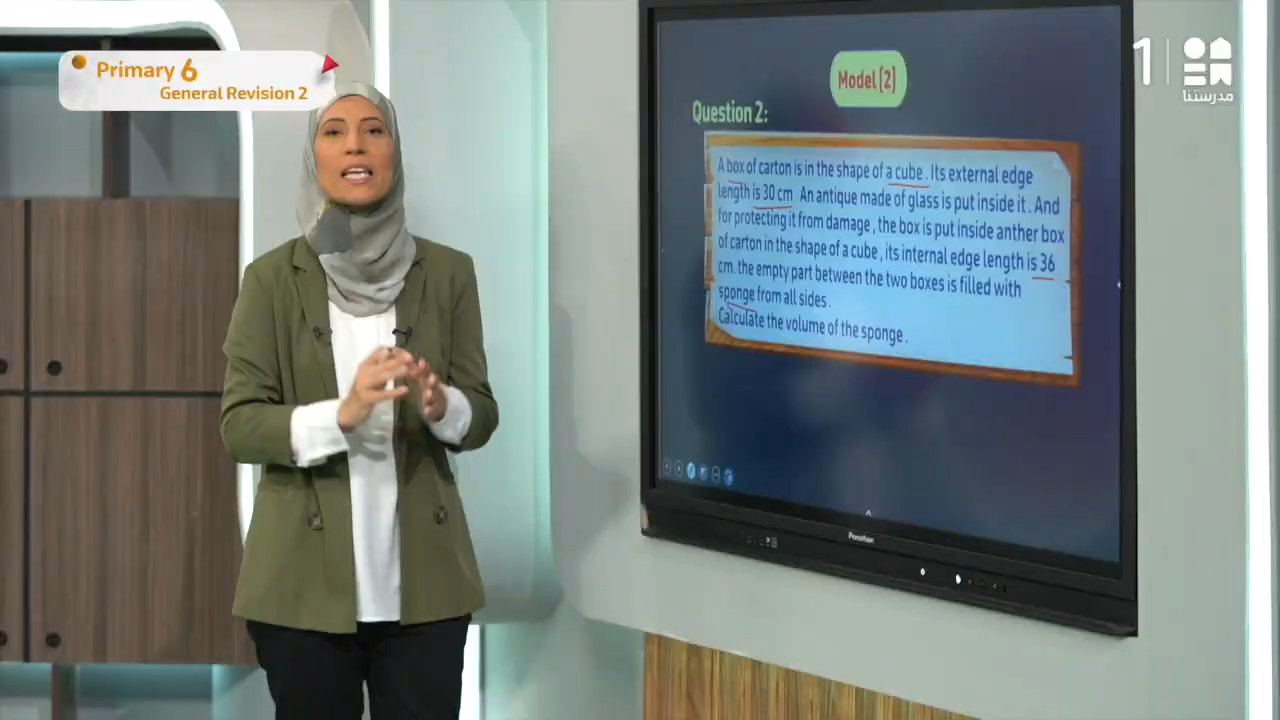 Primary 6
General Revision 2
1
مدرستنا
Model (2)
Question 2:
A box of carton is in the shape of a cube . Its external edge
length is 30 cm An antique made of glass is put inside it . And
for protecting it from damage , the box is put inside anther box
of carton in the shape of a cube , its internal edge length is 36
cm. the empty part between the two boxes is filled with
sponge from all sides .
Calculate the volume of the sponge .
Promethean